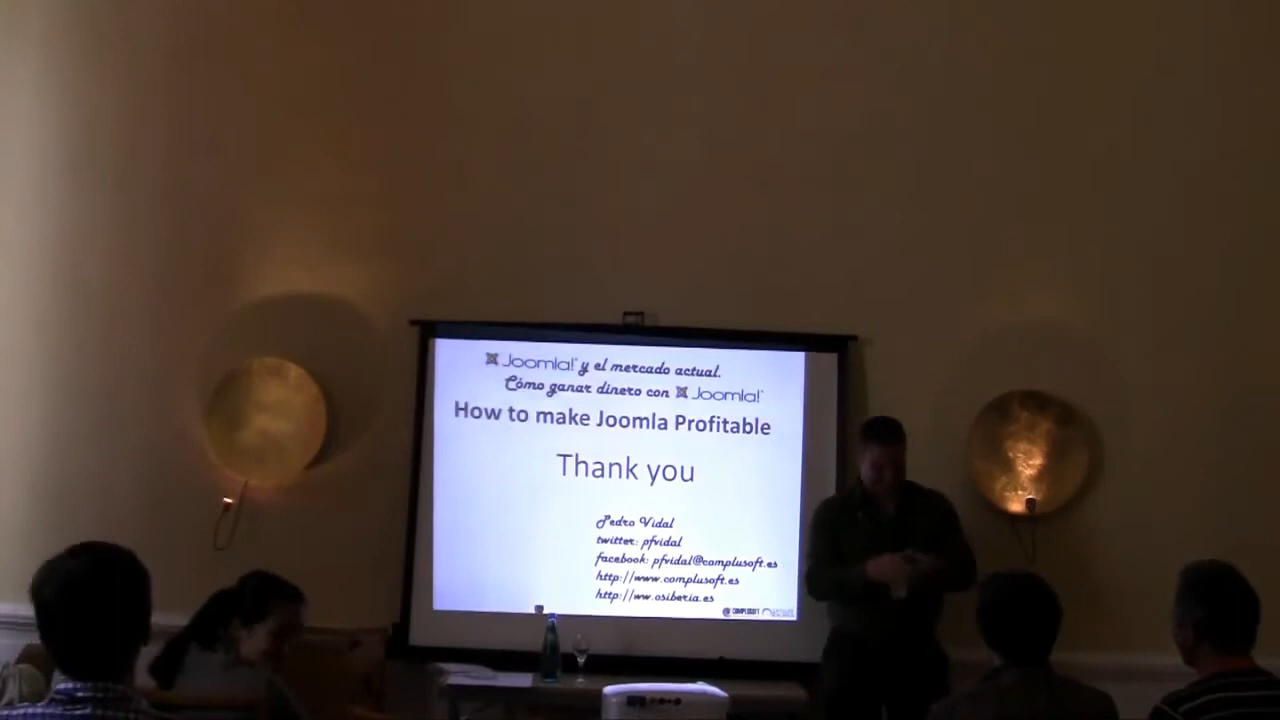 Joomla!® y el mercado actual.
Cómo ganar dinero con Joomla!®
How to make Joomla Profitable
Thank you
Pedro Vidal
twitter: pfvidal
facebook: pfvidal@complusoft.es
http://www.complusoft.es
http://ww.osiberia.es
COMPLUSOFT